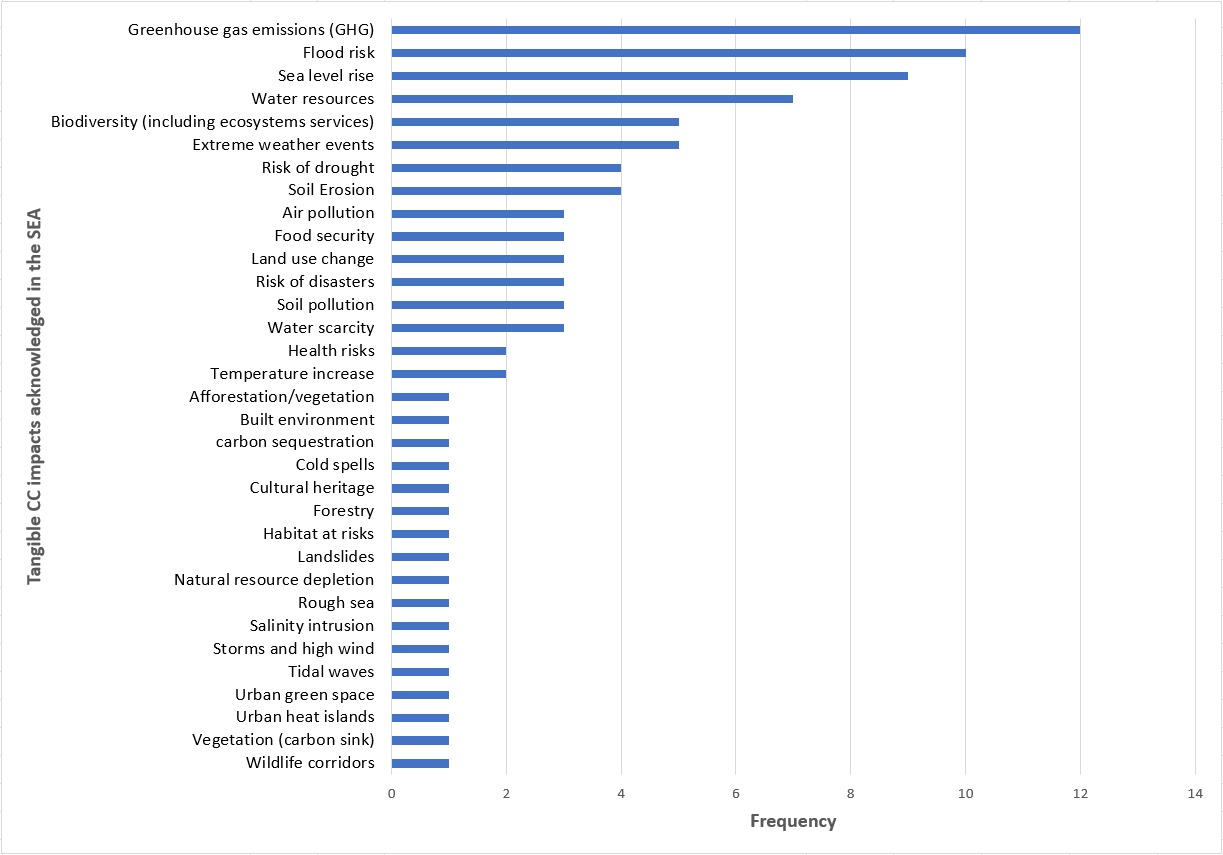 Greenhouse gas emissions (GHG)
Flood risk
Sea level rise
Water resources
Biodiversity (including ecosystems services)
Extreme weather events
Risk of drought
Soil Erosion
Air pollution
Food security
Land use change
Risk of disasters
Soil pollution
Water scarcity
Health risks
Temperature increase
Afforestation/vegetation
Built environment
carbon sequestration
Cold spells
Cultural heritage
Forestry
Habitat at risks
Landslides
Natural resource depletion
Rough sea
Salinity intrusion
Storms and high wind
Tidal waves
Urban green space
Urban heat islands
Vegetation (carbon sink)
Wildlife corridors
Tangible CC impacts acknowledged in the SEA
0 2 4 6 8 10 12 14
Frequency